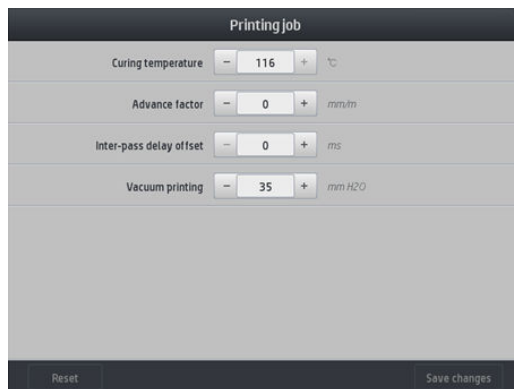 Printing job
Curing temperature − 116 + °C
Advance factor − 0 + mm/m
Inter-pass delay offset − 0 + ms
Vacuum printing − 35 + mm H2O
Reset Save changes